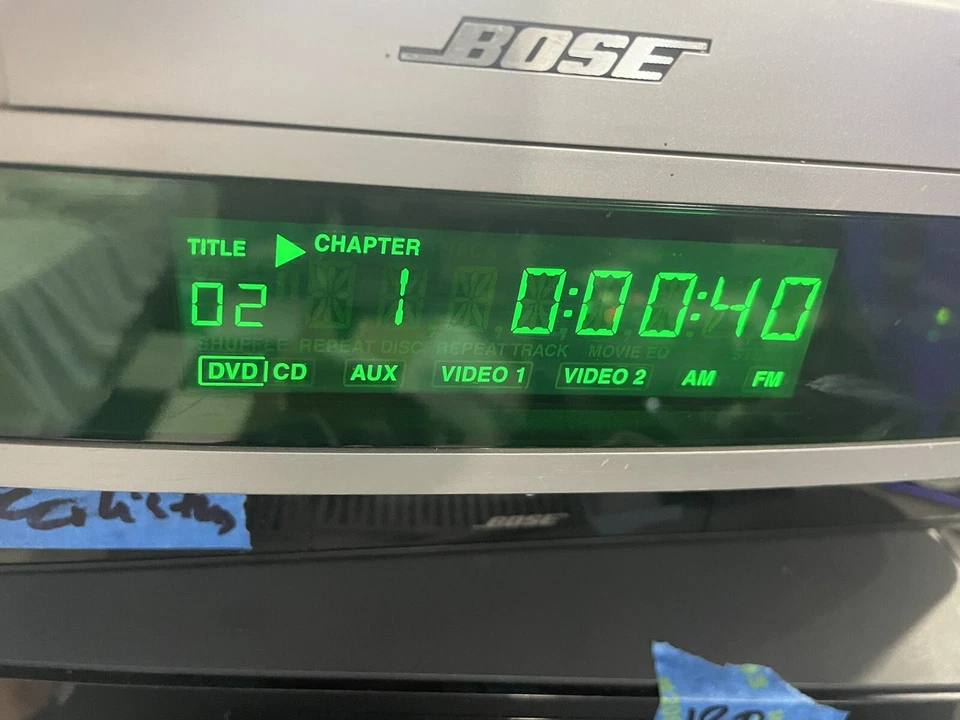 BOSE
TITLE ▶ CHAPTER
02 1 0:00:40
SHUFFLE REPEAT DISC REPEAT TRACK MOVIE EQ
DVD CD AUX VIDEO 1 VIDEO 2 AM FM
BOSE